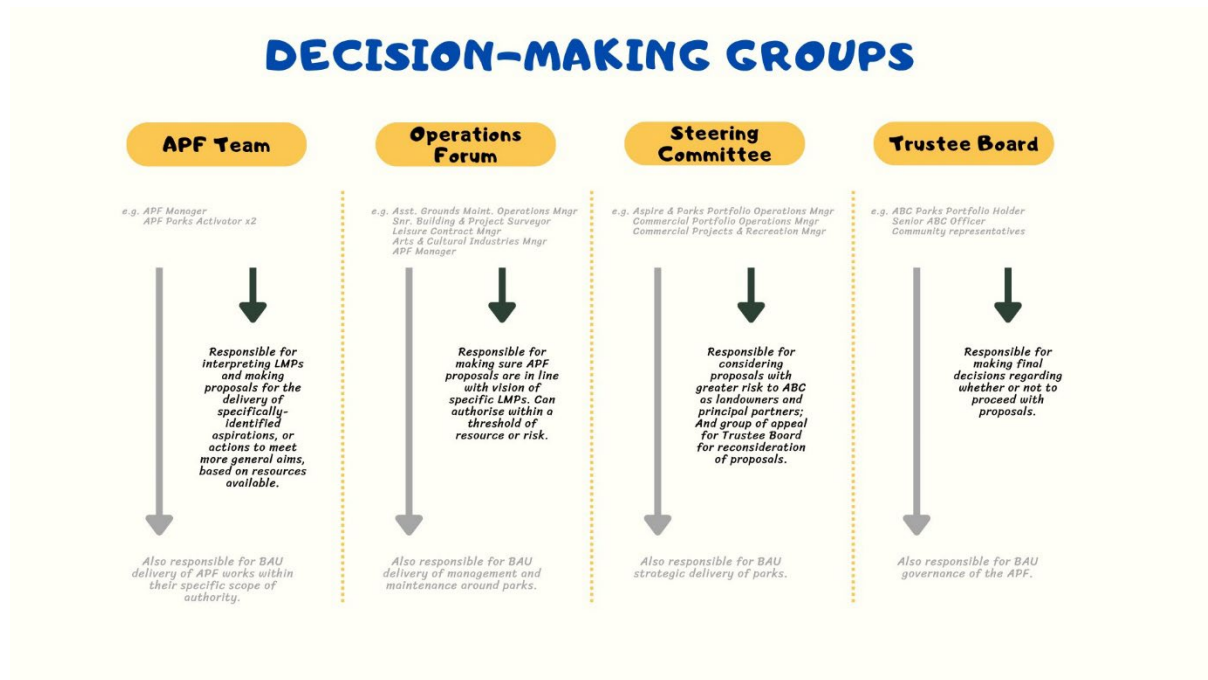 DECISION-MAKING GROUPS
APF Team
e.g. APF Manager
APF Parks Activator x2
Responsible for
interpreting LMPs
and making
proposals for the
delivery of
specifically-
identified
aspirations, or
actions to meet
more general aims,
based on resources
available.
Also responsible for BAU
delivery of APF works within
their specific scope of
authority.
Operations
Forum
e.g. Asst. Grounds Maint. Operations Mngr
Snr. Building & Project Surveyor
Leisure Contract Mngr
Arts & Cultural Industries Mngr
APF Manager
Responsible for
making sure APF
proposals are in line
with vision of
specific LMPs. Can
authorise within a
threshold of
resource or risk.
Also responsible for BAU
delivery of management and
maintenance around parks.
Steering
Committee
e.g. Aspire & Parks Portfolio Operations Mngr
Commercial Portfolio Operations Mngr
Commercial Projects & Recreation Mngr
Responsible for
considering
proposals with
greater risk to ABC
as landowners and
principal partners;
And group of appeal
for Trustee Board
for reconsideration
of proposals.
Also responsible for BAU
strategic delivery of parks.
Trustee Board
e.g. ABC Parks Portfolio Holder
Senior ABC Officer
Community representatives
Responsible for
making final
decisions regarding
whether or not to
proceed with
proposals.
Also responsible for BAU
governance of the APF.